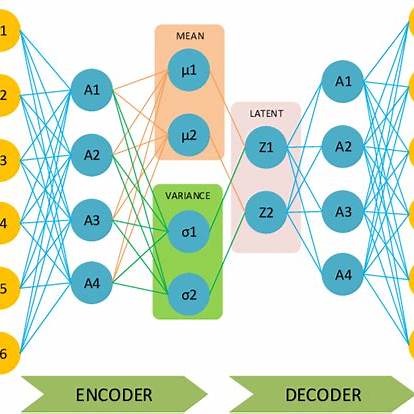 1
2
3
4
5
6
A1
A2
A3
A4
MEAN
μ1
μ2
VARIANCE
σ1
σ2
LATENT
Z1
Z2
A1
A2
A3
A4
ENCODER
DECODER